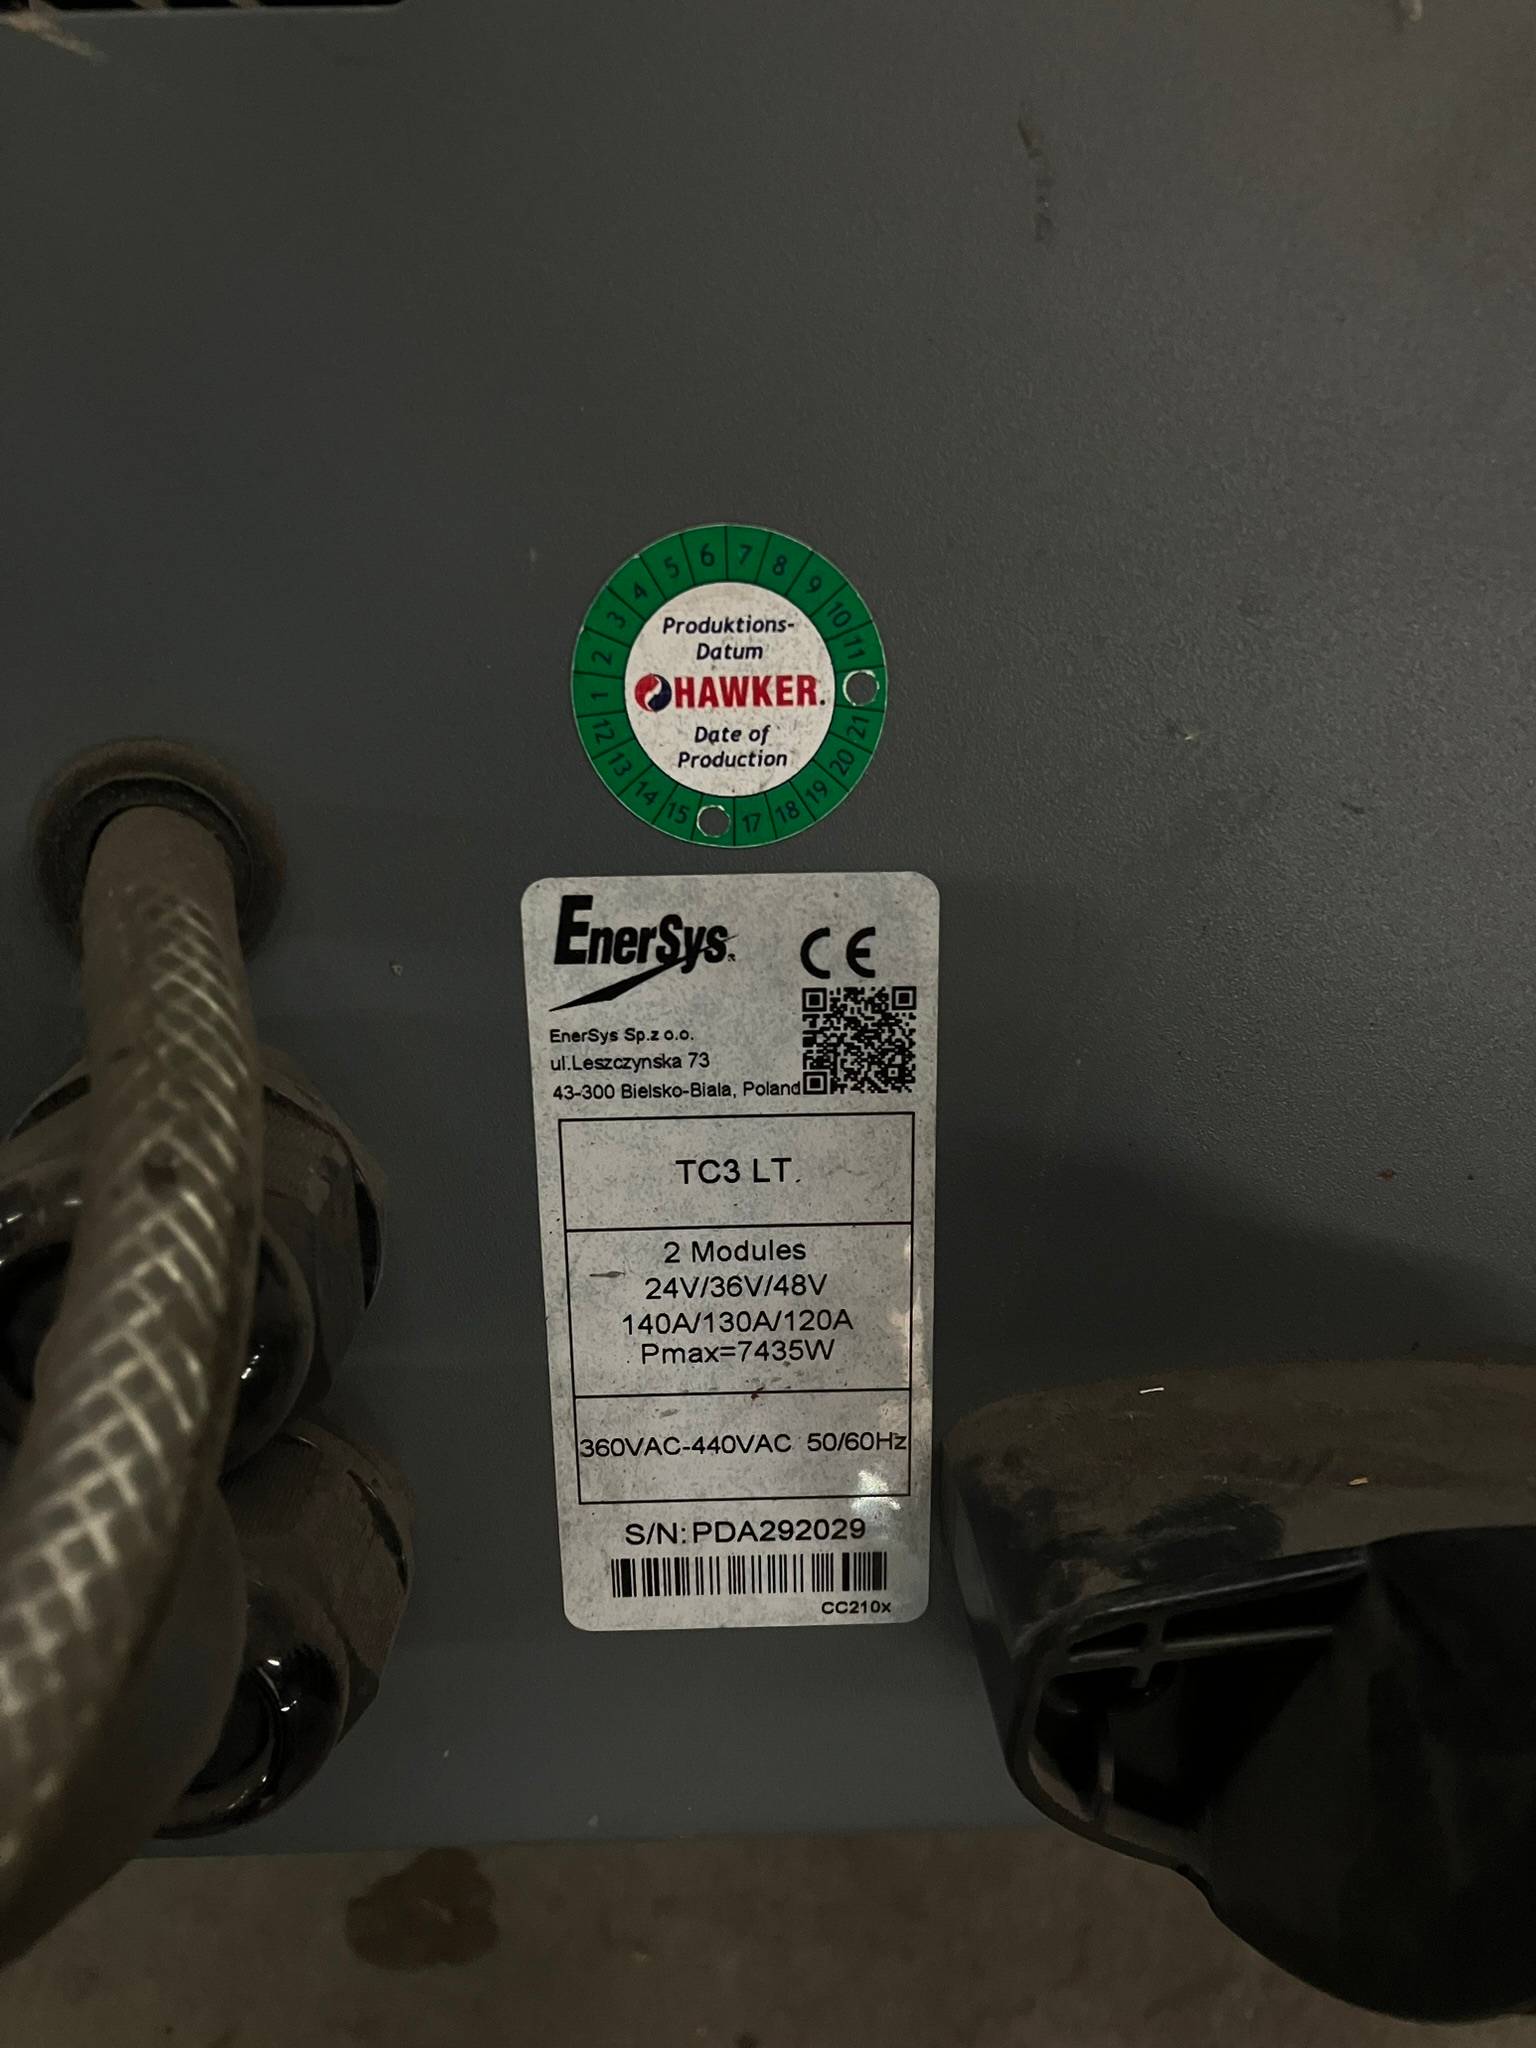 1 2 3 4 5 6 7 8 9 10 11
12 13 14 15 17 18 19 20 21
Produktions-
Datum
HAWKER.
Date of
Production
EnerSys® CE
EnerSys Sp.z o.o.
ul.Leszczynska 73
43-300 Bielsko-Biala, Poland
TC3 LT
2 Modules
24V/36V/48V
140A/130A/120A
Pmax=7435W
360VAC-440VAC 50/60Hz
S/N:PDA292029
CC210x